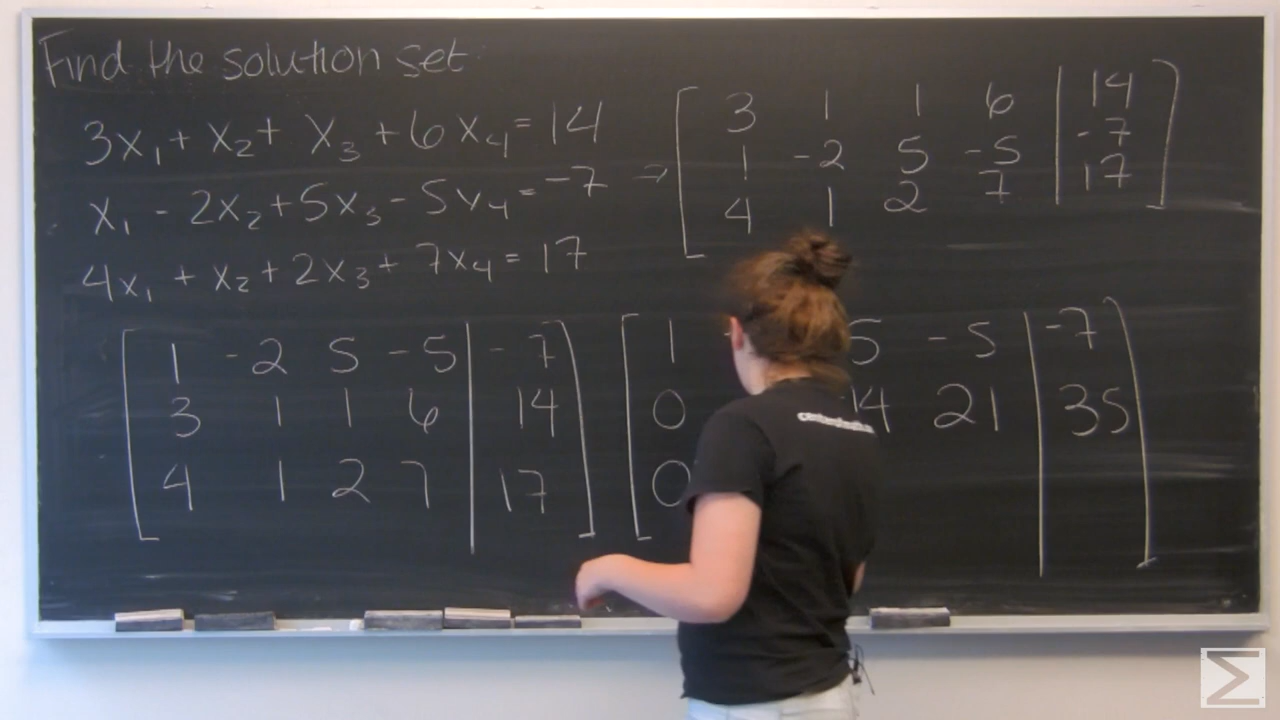 Find the solution set
3x₁ + x₂ + x₃ + 6x₄ = 14
x₁ - 2x₂ + 5x₃ - 5x₄ = -7
4x₁ + x₂ + 2x₃ + 7x₄ = 17
→ [ 3 1 1 6 | 14 ]
1 -2 5 -5 | -7
4 1 2 7 | 17
[ 1 -2 5 -5 | -7 ]
3 1 1 6 | 14
4 1 2 7 | 17
[ 1 5 -5 | -7 ]
0 14 21 | 35
0
Σ